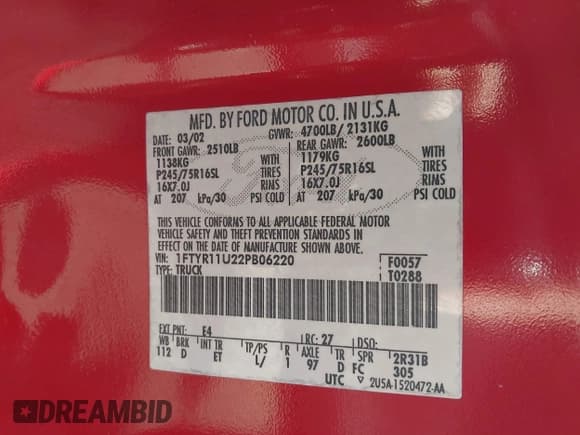 MFD. BY FORD MOTOR CO. IN U.S.A.
DATE: 03/02 GVWR: 4700LB/ 2131KG
FRONT GAWR: 2510LB REAR GAWR: 2600LB
1138KG WITH 1179KG WITH
P245/75R16SL TIRES P245/75R16SL TIRES
16X7.0J RIMS 16X7.0J RIMS
AT 207 kPa/30 PSI COLD AT 207 kPa/30 PSI COLD
THIS VEHICLE CONFORMS TO ALL APPLICABLE FEDERAL MOTOR
VEHICLE SAFETY AND THEFT PREVENTION STANDARDS IN
EFFECT ON THE DATE OF MANUFACTURE SHOWN ABOVE.
VIN: 1FTYR11U22PB06220 F0057
TYPE: TRUCK T0288
EXT PNT: E4 RC: 27 DSO:
WB BRK INT TR TP/PS R AXLE TR SPR 2R31B
112 D ET L/ 1 97 D FC 305
UTC ▽ 2U5A-1520472-AA
DREAMBID